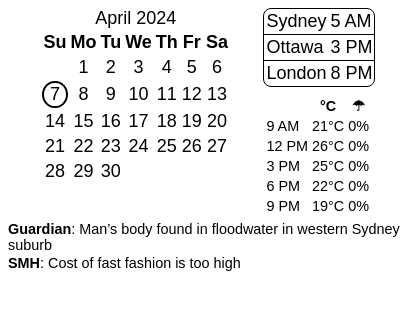 April 2024
Su Mo Tu We Th Fr Sa
1 2 3 4 5 6
7 8 9 10 11 12 13
14 15 16 17 18 19 20
21 22 23 24 25 26 27
28 29 30
Sydney 5 AM
Ottawa 3 PM
London 8 PM
°C ☂
9 AM 21°C 0%
12 PM 26°C 0%
3 PM 25°C 0%
6 PM 22°C 0%
9 PM 19°C 0%
Guardian: Man’s body found in floodwater in western Sydney
suburb
SMH: Cost of fast fashion is too high